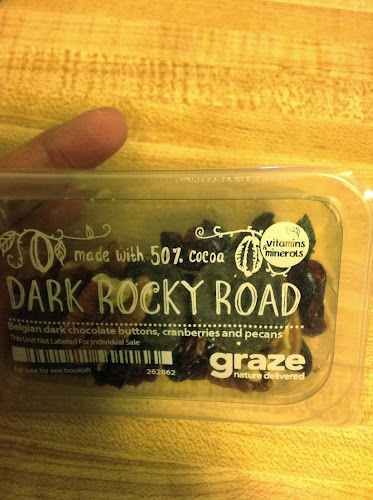 made with 50% cocoa
vitamins
minerals
DARK ROCKY ROAD
Belgian dark chocolate buttons, cranberries and pecans
This Unit Not Labeled For Individual Sale
for use by see booklet
262862
graze
nature delivered